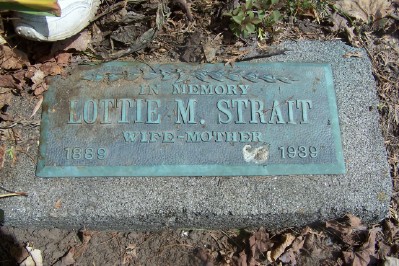 IN MEMORY
LOTTIE M. STRAIT
WIFE-MOTHER
1889 1939